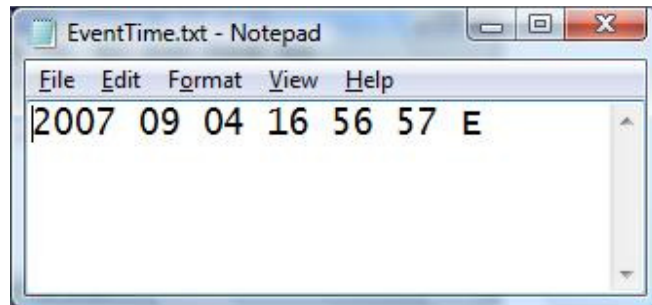 EventTime.txt - Notepad
File Edit Format View Help
2007 09 04 16 56 57 E